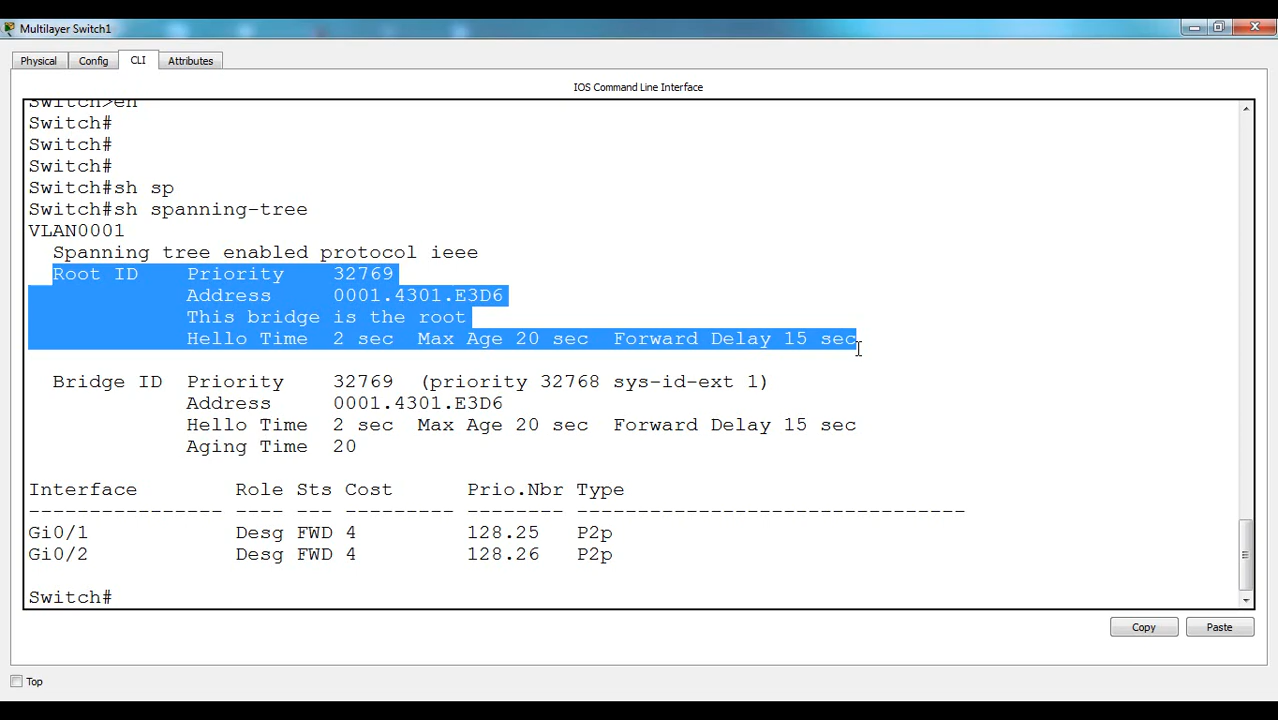 Multilayer Switch1
Physical Config CLI Attributes
IOS Command Line Interface
Switch>en
Switch#
Switch#
Switch#
Switch#sh sp
Switch#sh spanning-tree
VLAN0001
  Spanning tree enabled protocol ieee
  Root ID    Priority    32769
             Address     0001.4301.E3D6
             This bridge is the root
             Hello Time  2 sec  Max Age 20 sec  Forward Delay 15 sec
  Bridge ID  Priority    32769  (priority 32768 sys-id-ext 1)
             Address     0001.4301.E3D6
             Hello Time  2 sec  Max Age 20 sec  Forward Delay 15 sec
             Aging Time  20
Interface        Role Sts Cost      Prio.Nbr Type
---------------- ---- --- --------- -------- --------------------------------
Gi0/1            Desg FWD 4         128.25   P2p
Gi0/2            Desg FWD 4         128.26   P2p
Switch#
Copy Paste
Top